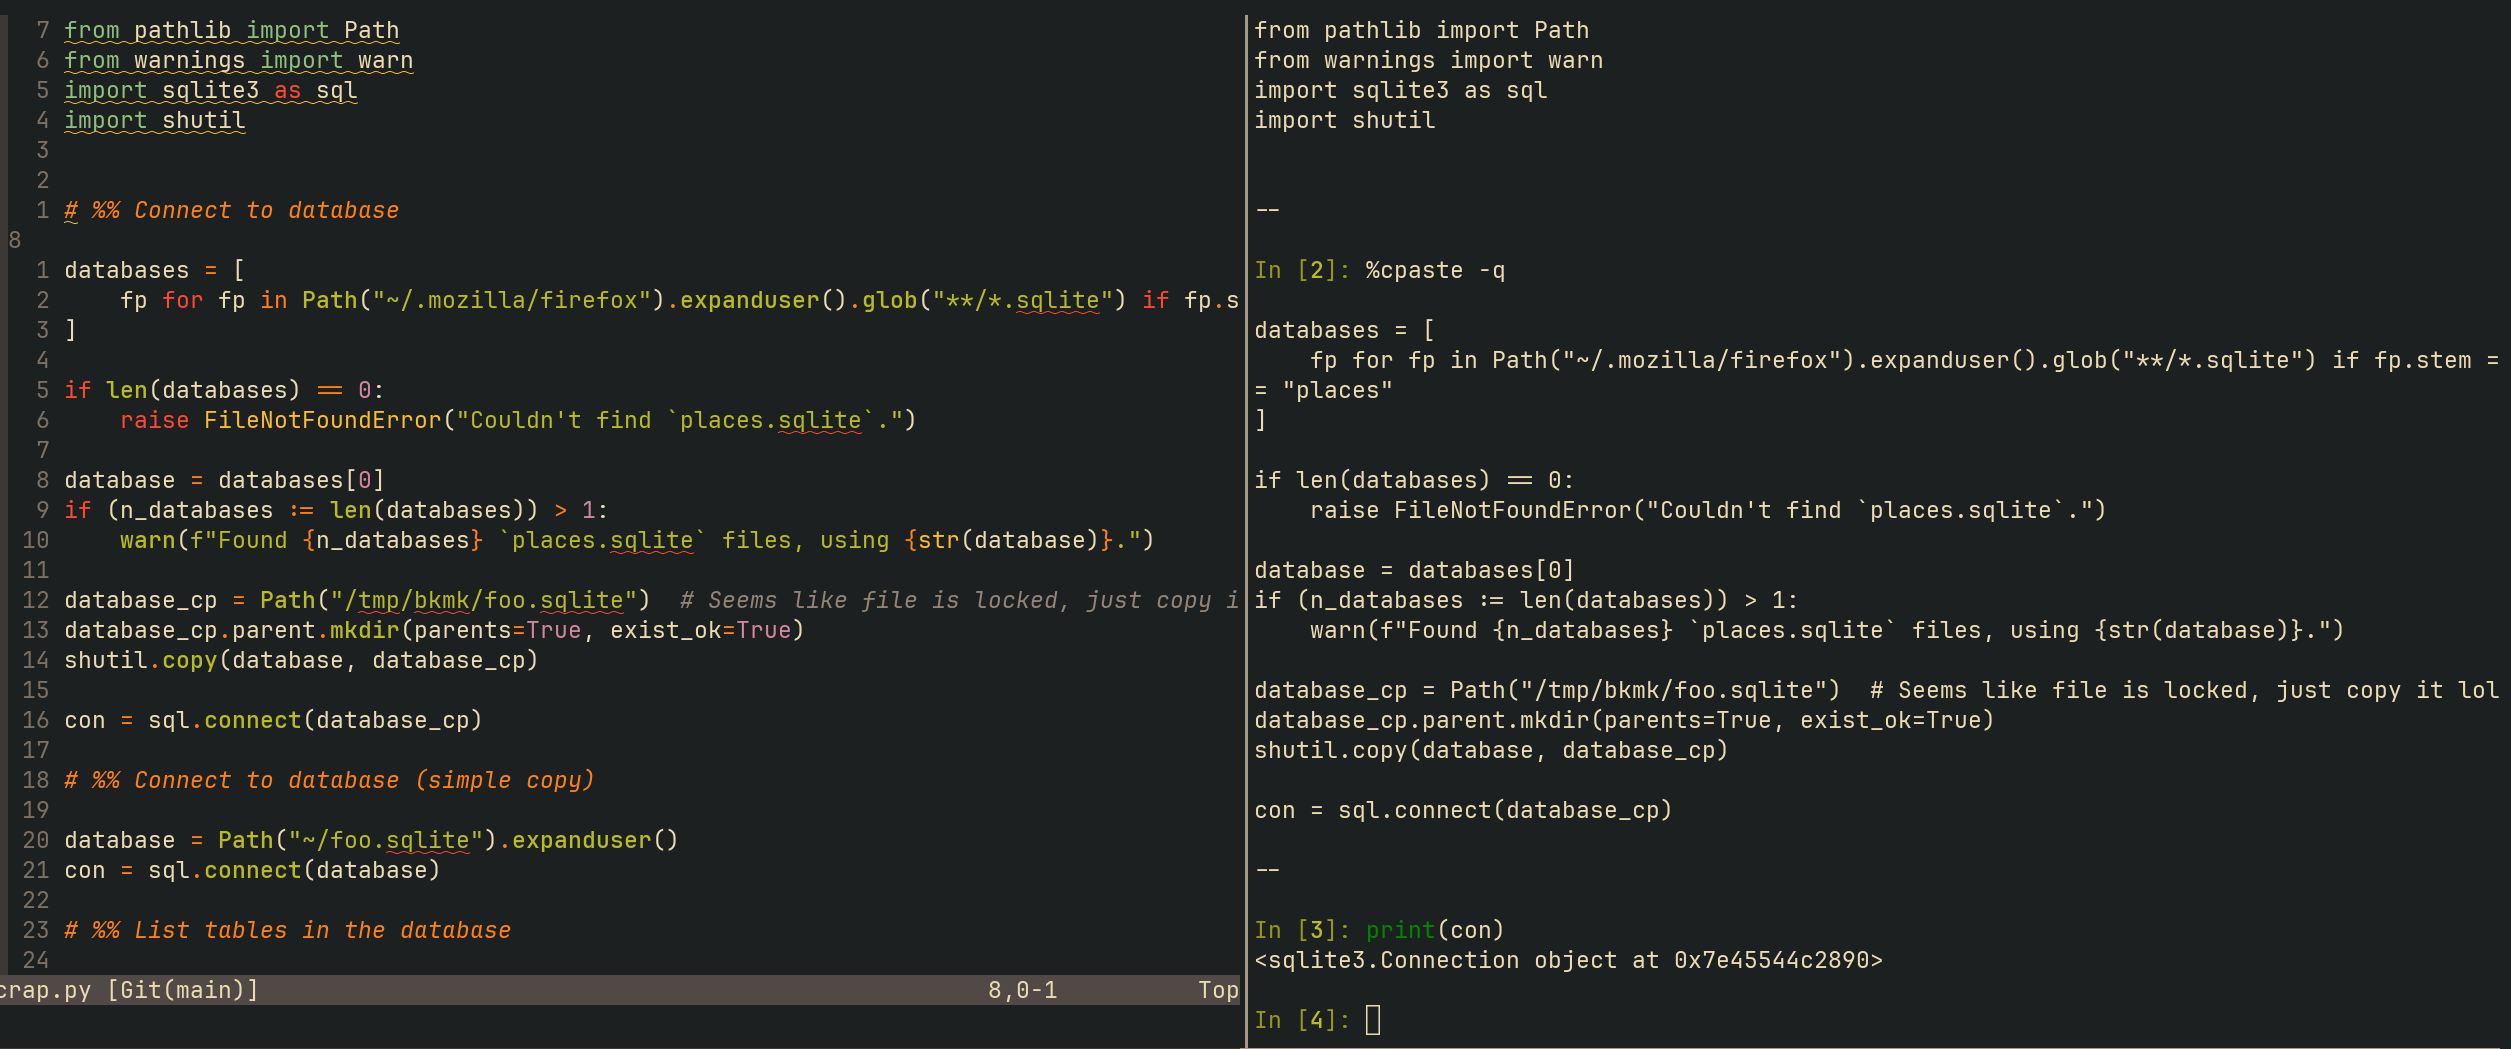 7 from pathlib import Path
6 from warnings import warn
5 import sqlite3 as sql
4 import shutil
3
2
1 # %% Connect to database
8
1 databases = [
2     fp for fp in Path("~/.mozilla/firefox").expanduser().glob("**/*.sqlite") if fp.s
3 ]
4
5 if len(databases) == 0:
6     raise FileNotFoundError("Couldn't find `places.sqlite`.")
7
8 database = databases[0]
9 if (n_databases := len(databases)) > 1:
10     warn(f"Found {n_databases} `places.sqlite` files, using {str(database)}.")
11
12 database_cp = Path("/tmp/bkmk/foo.sqlite")  # Seems like file is locked, just copy i
13 database_cp.parent.mkdir(parents=True, exist_ok=True)
14 shutil.copy(database, database_cp)
15
16 con = sql.connect(database_cp)
17
18 # %% Connect to database (simple copy)
19
20 database = Path("~/foo.sqlite").expanduser()
21 con = sql.connect(database)
22
23 # %% List tables in the database
24
crap.py [Git(main)] 8,0-1 Top
from pathlib import Path
from warnings import warn
import sqlite3 as sql
import shutil
--
In [2]: %cpaste -q
databases = [
    fp for fp in Path("~/.mozilla/firefox").expanduser().glob("**/*.sqlite") if fp.stem =
= "places"
]
if len(databases) == 0:
    raise FileNotFoundError("Couldn't find `places.sqlite`.")
database = databases[0]
if (n_databases := len(databases)) > 1:
    warn(f"Found {n_databases} `places.sqlite` files, using {str(database)}.")
database_cp = Path("/tmp/bkmk/foo.sqlite")  # Seems like file is locked, just copy it lol
database_cp.parent.mkdir(parents=True, exist_ok=True)
shutil.copy(database, database_cp)
con = sql.connect(database_cp)
--
In [3]: print(con)
<sqlite3.Connection object at 0x7e45544c2890>
In [4]: